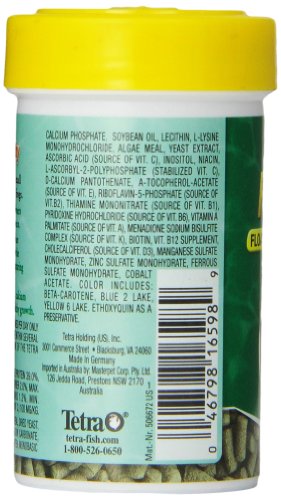 CALCIUM PHOSPHATE, SOYBEAN OIL, LECITHIN, L-LYSINE
MONOHYDROCHLORIDE, ALGAE MEAL, YEAST EXTRACT,
ASCORBIC ACID (SOURCE OF VIT. C), INOSITOL, NIACIN,
L-ASCORBYL-2-POLYPHOSPHATE (STABILIZED VIT. C),
D-CALCIUM PANTOTHENATE, A-TOCOPHEROL-ACETATE
(SOURCE OF VIT. E), RIBOFLAVIN-5-PHOSPHATE (SOURCE OF
VIT.B2), THIAMINE MONONITRATE (SOURCE OF VIT. B1),
PYRIDOXINE HYDROCHLORIDE (SOURCE OF VIT. B6), VITAMIN A
PALMITATE (SOURCE OF VIT. A), MENADIONE SODIUM BISULFITE
COMPLEX (SOURCE OF VIT. K), BIOTIN, VIT. B12 SUPPLEMENT,
CHOLECALCIFEROL (SOURCE OF VIT. D3), MANGANESE SULFATE
MONOHYDRATE, ZINC SULFATE MONOHYDRATE, FERROUS
SULFATE MONOHYDRATE, COBALT
ACETATE. COLOR INCLUDES:
BETA-CAROTENE, BLUE 2 LAKE,
YELLOW 6 LAKE, ETHOXYQUIN AS A
PRESERVATIVE.
Tetra Holding (US), Inc.
3001 Commerce Street • Blacksburg, VA 24060
Made in Germany
Imported in Australia by: Masterpet Corp. Pty. Ltd.
126 Jedda Road, Prestons NSW 2170
Australia
Tetra
tetra-fish.com
1-800-526-0650
Mat.-Nr. 506672 US 1
0 46798 16598 9
FLOA